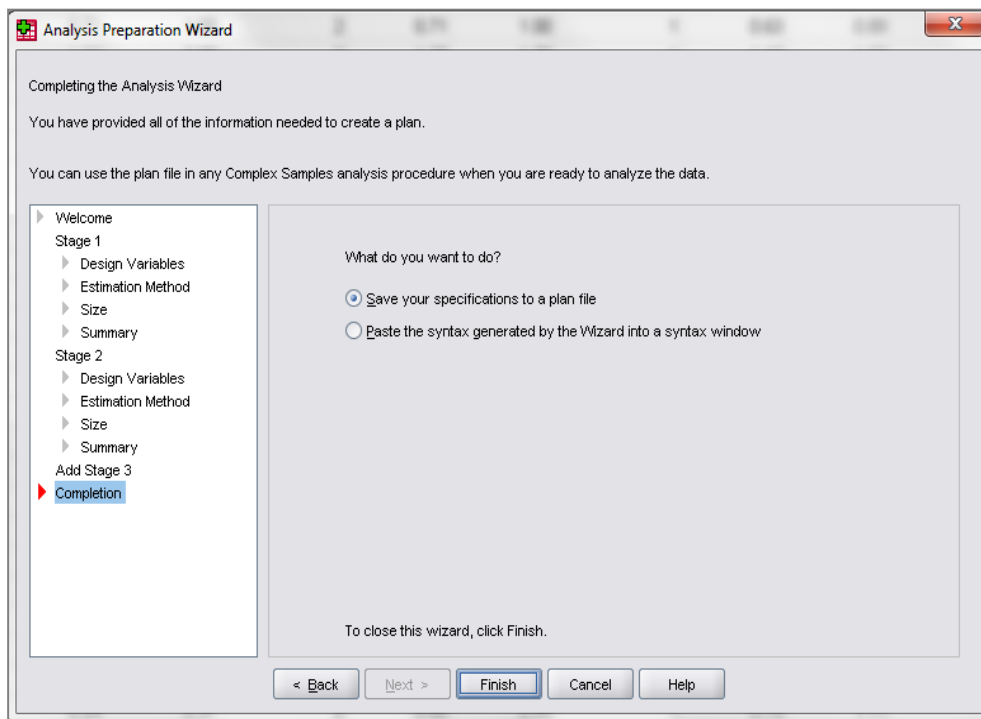 Analysis Preparation Wizard
Completing the Analysis Wizard
You have provided all of the information needed to create a plan.
You can use the plan file in any Complex Samples analysis procedure when you are ready to analyze the data.
Welcome
Stage 1
Design Variables
Estimation Method
Size
Summary
Stage 2
Design Variables
Estimation Method
Size
Summary
Add Stage 3
Completion
What do you want to do?
Save your specifications to a plan file
Paste the syntax generated by the Wizard into a syntax window
To close this wizard, click Finish.
< Back Next > Finish Cancel Help